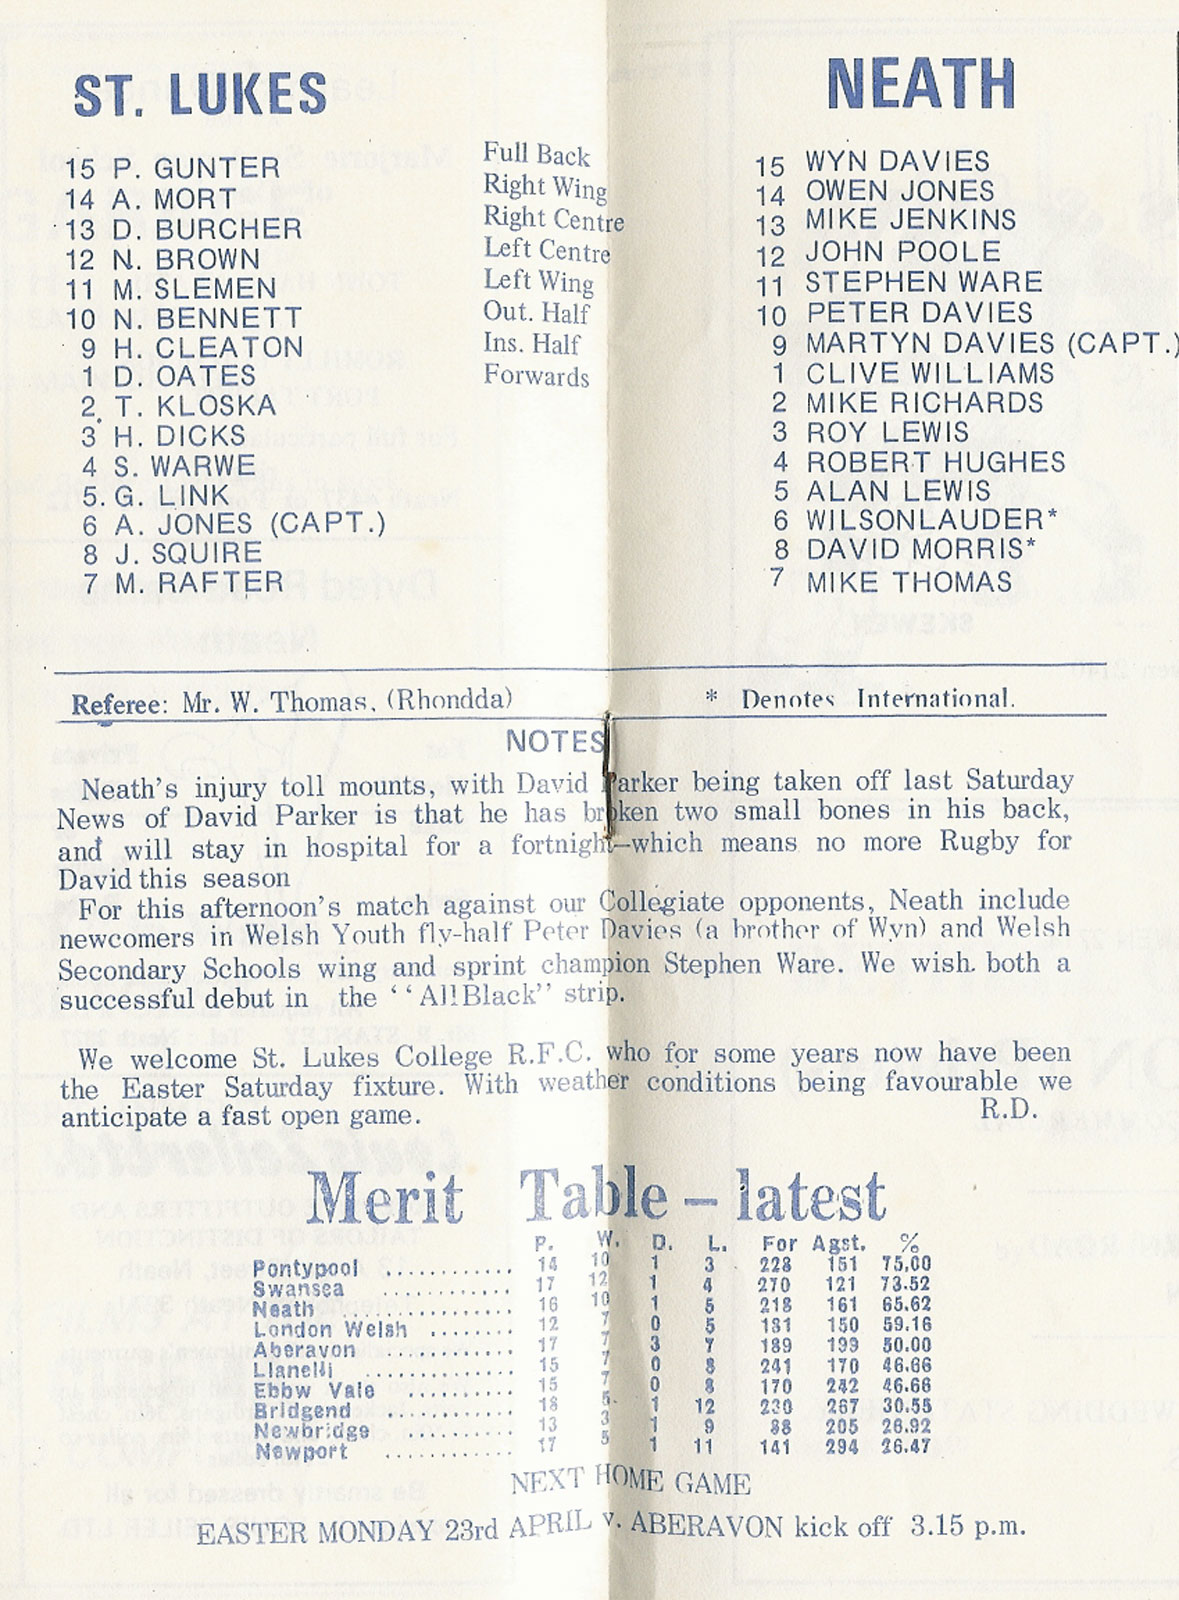 ST. LUKES
15 P. GUNTER
14 A. MORT
13 D. BURCHER
12 N. BROWN
11 M. SLEMEN
10 N. BENNETT
9 H. CLEATON
1 D. OATES
2 T. KLOSKA
3 H. DICKS
4 S. WARWE
5. G. LINK
6 A. JONES (CAPT.)
8 J. SQUIRE
7 M. RAFTER
Full Back
Right Wing
Right Centre
Left Centre
Left Wing
Out. Half
Ins. Half
Forwards
NEATH
15 WYN DAVIES
14 OWEN JONES
13 MIKE JENKINS
12 JOHN POOLE
11 STEPHEN WARE
10 PETER DAVIES
9 MARTYN DAVIES (CAPT.)
1 CLIVE WILLIAMS
2 MIKE RICHARDS
3 ROY LEWIS
4 ROBERT HUGHES
5 ALAN LEWIS
6 WILSONLAUDER*
8 DAVID MORRIS*
7 MIKE THOMAS
Referee: Mr. W. Thomas, (Rhondda) * Denotes International.
NOTES
Neath's injury toll mounts, with David Parker being taken off last Saturday
News of David Parker is that he has broken two small bones in his back,
and will stay in hospital for a fortnight—which means no more Rugby for
David this season
For this afternoon's match against our Collegiate opponents, Neath include
newcomers in Welsh Youth fly-half Peter Davies (a brother of Wyn) and Welsh
Secondary Schools wing and sprint champion Stephen Ware. We wish. both a
successful debut in the ''AllBlack'' strip.
We welcome St. Lukes College R.F.C. who for some years now have been
the Easter Saturday fixture. With weather conditions being favourable we
anticipate a fast open game. R.D.
Merit Table – latest
P. W. D. L. For Agst. %
Pontypool ............ 14 10 1 3 228 151 75,00
Swansea ............ 17 12 1 4 270 121 73.52
Neath ............... 16 10 1 5 218 161 65.62
London Welsh ........ 12 7 0 5 131 150 59.16
Aberavon ............ 17 7 3 7 189 199 50.00
Llanelli ............... 15 7 0 8 241 170 46.66
Ebbw Vale ........... 15 7 0 8 170 242 46.66
Bridgend ............ 18 5 1 12 230 267 30.55
Newbridge ........... 13 3 1 9 88 205 26.92
Newport ............ 17 5 1 11 141 294 26.47
NEXT HOME GAME
EASTER MONDAY 23rd APRIL v. ABERAVON kick off 3.15 p.m.